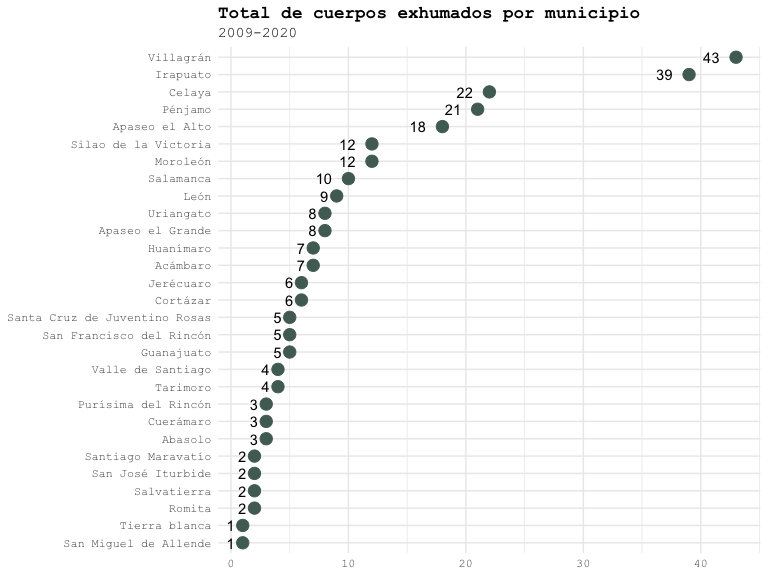 Total de cuerpos exhumados por municipio
2009-2020
Villagrán 43
Irapuato 39
Celaya 22
Pénjamo 21
Apaseo el Alto 18
Silao de la Victoria 12
Moroleón 12
Salamanca 10
León 9
Uriangato 8
Apaseo el Grande 8
Huanímaro 7
Acámbaro 7
Jerécuaro 6
Cortázar 6
Santa Cruz de Juventino Rosas 5
San Francisco del Rincón 5
Guanajuato 5
Valle de Santiago 4
Tarimoro 4
Purísima del Rincón 3
Cuerámaro 3
Abasolo 3
Santiago Maravatío 2
San José Iturbide 2
Salvatierra 2
Romita 2
Tierra blanca 1
San Miguel de Allende 1
0 10 20 30 40